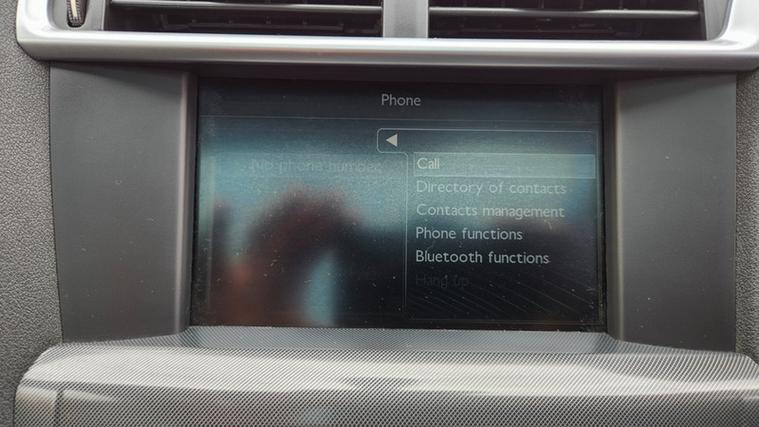 Phone
No phone number
Call
Directory of contacts
Contacts management
Phone functions
Bluetooth functions
Hang up